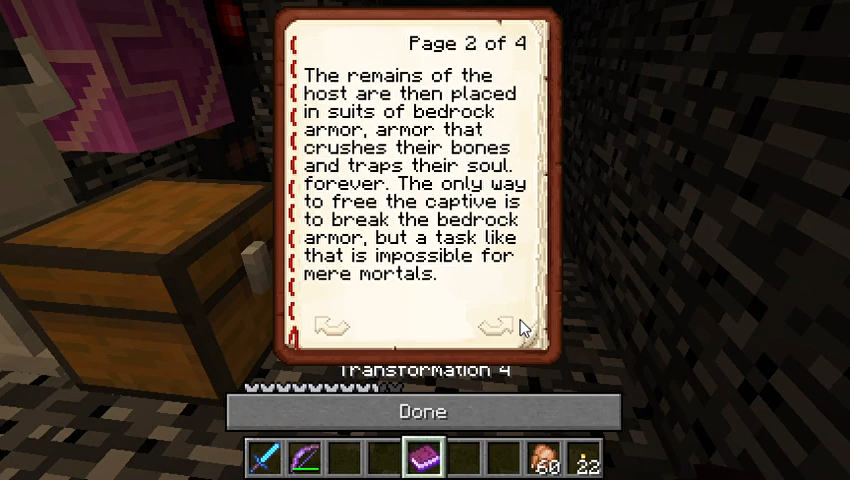 Page 2 of 4
The remains of the
host are then placed
in suits of bedrock
armor, armor that
crushes their bones
and traps their soul.
forever. The only way
to free the captive is
to break the bedrock
armor, but a task like
that is impossible for
mere mortals.
Transformation 4
Done
60
22